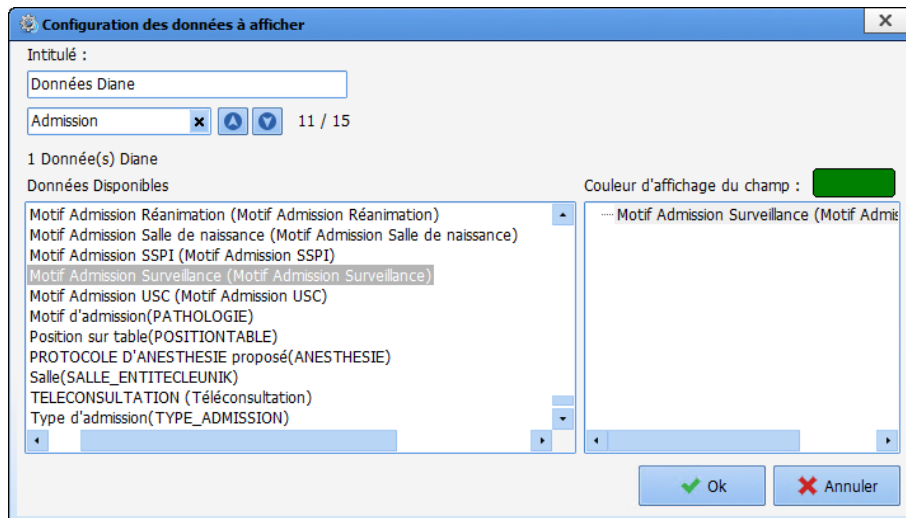 Configuration des données à afficher
Intitulé :
Données Diane
Admission
11 / 15
1 Donnée(s) Diane
Données Disponibles
Couleur d'affichage du champ :
Motif Admission Réanimation (Motif Admission Réanimation)
Motif Admission Salle de naissance (Motif Admission Salle de naissance)
Motif Admission SSPI (Motif Admission SSPI)
Motif Admission Surveillance (Motif Admission Surveillance)
Motif Admission USC (Motif Admission USC)
Motif d'admission(PATHOLOGIE)
Position sur table(POSITIONTABLE)
PROTOCOLE D'ANESTHESIE proposé(ANESTHESIE)
Salle(SALLE_ENTITECLEUNIK)
TELECONSULTATION (Téléconsultation)
Type d'admission(TYPE_ADMISSION)
Motif Admission Surveillance (Motif Admis
Ok
Annuler